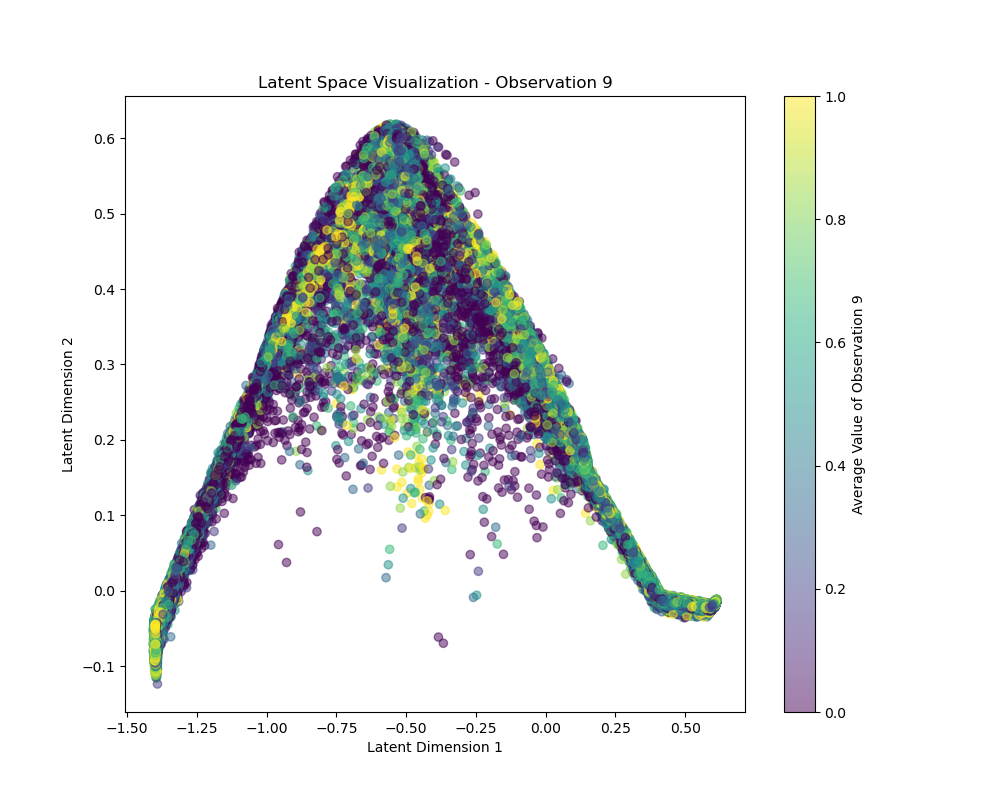 Latent Space Visualization - Observation 9
Latent Dimension 2
0.6
0.5
0.4
0.3
0.2
0.1
0.0
−0.1
−1.50 −1.25 −1.00 −0.75 −0.50 −0.25 0.00 0.25 0.50
Latent Dimension 1
1.0
0.8
0.6
0.4
0.2
0.0
Average Value of Observation 9